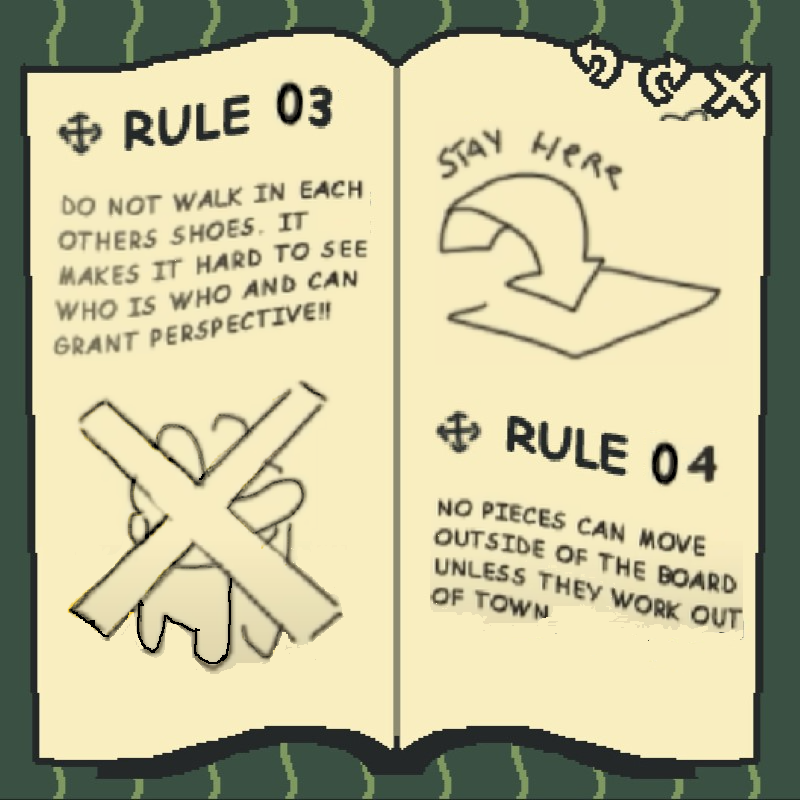 RULE 03
DO NOT WALK IN EACH
OTHERS SHOES. IT
MAKES IT HARD TO SEE
WHO IS WHO AND CAN
GRANT PERSPECTIVE!!
STAY HERE
RULE 04
NO PIECES CAN MOVE
OUTSIDE OF THE BOARD
UNLESS THEY WORK OUT
OF TOWN